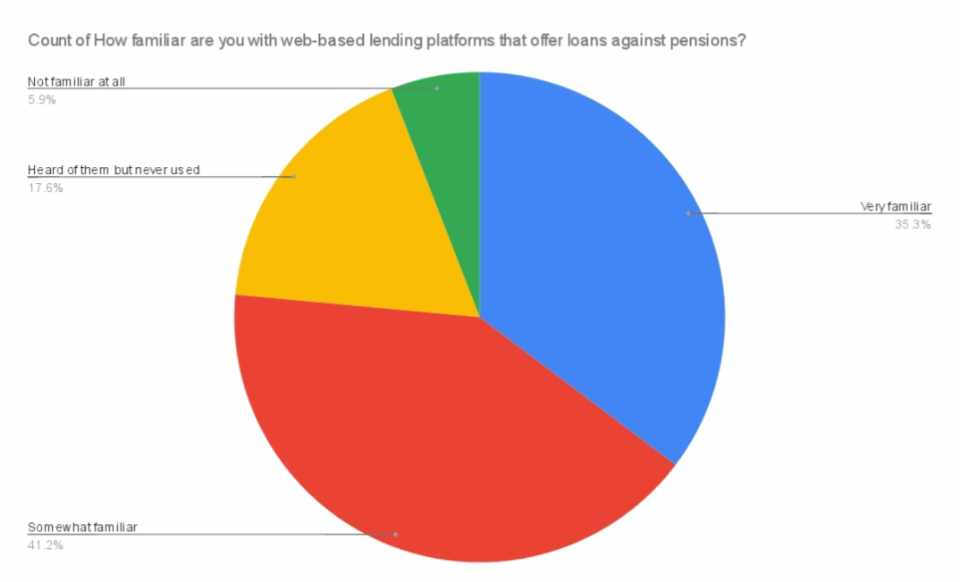 Count of How familiar are you with web-based lending platforms that offer loans against pensions?
Not familiar at all
5.9%
Heard of them but never used
17.6%
Very familiar
35.3%
Somewhat familiar
41.2%